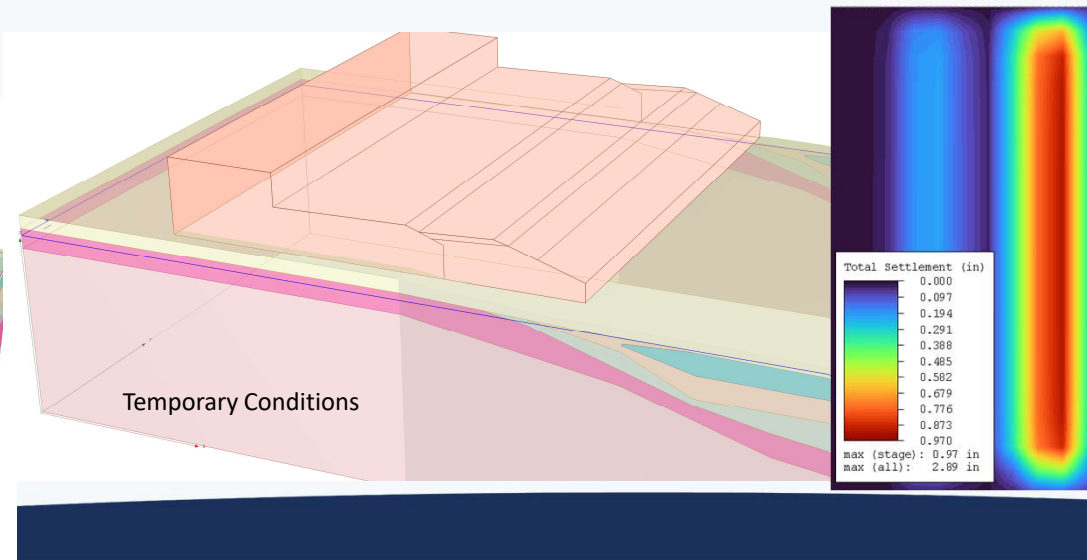 Temporary Conditions
Total Settlement (in)
0.000
0.097
0.194
0.291
0.388
0.485
0.582
0.679
0.776
0.873
0.970
max (stage): 0.97 in
max (all): 2.89 in